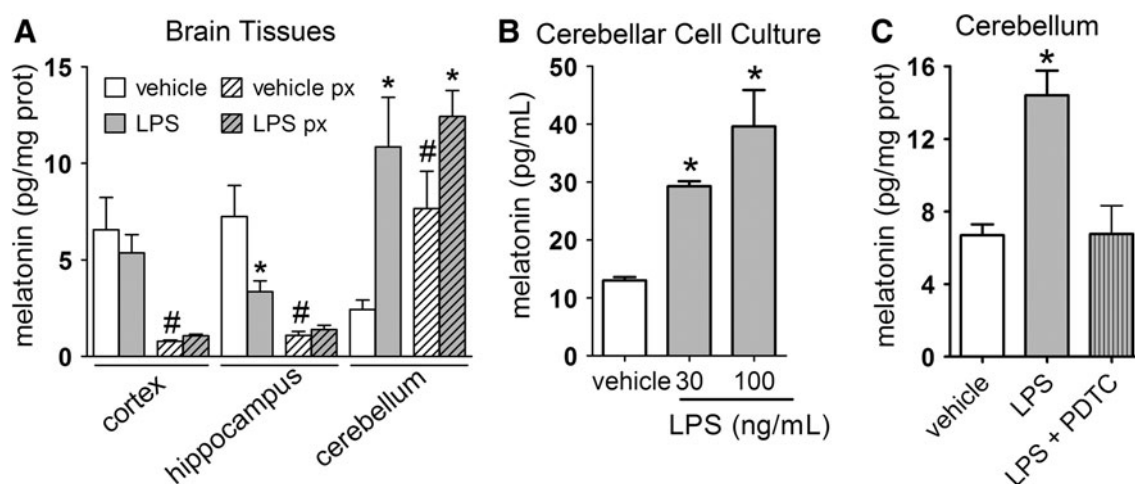 A
Brain Tissues
melatonin (pg/mg prot)
15
10
5
0
vehicle
vehicle px
LPS
LPS px
*
*
#
*
#
#
*
cortex
hippocampus
cerebellum
B
Cerebellar Cell Culture
melatonin (pg/mL)
50
40
30
20
10
0
*
*
vehicle
30
100
LPS (ng/mL)
C
Cerebellum
melatonin (pg/mg prot)
16
12
8
4
0
*
vehicle
LPS
LPS + PDTC